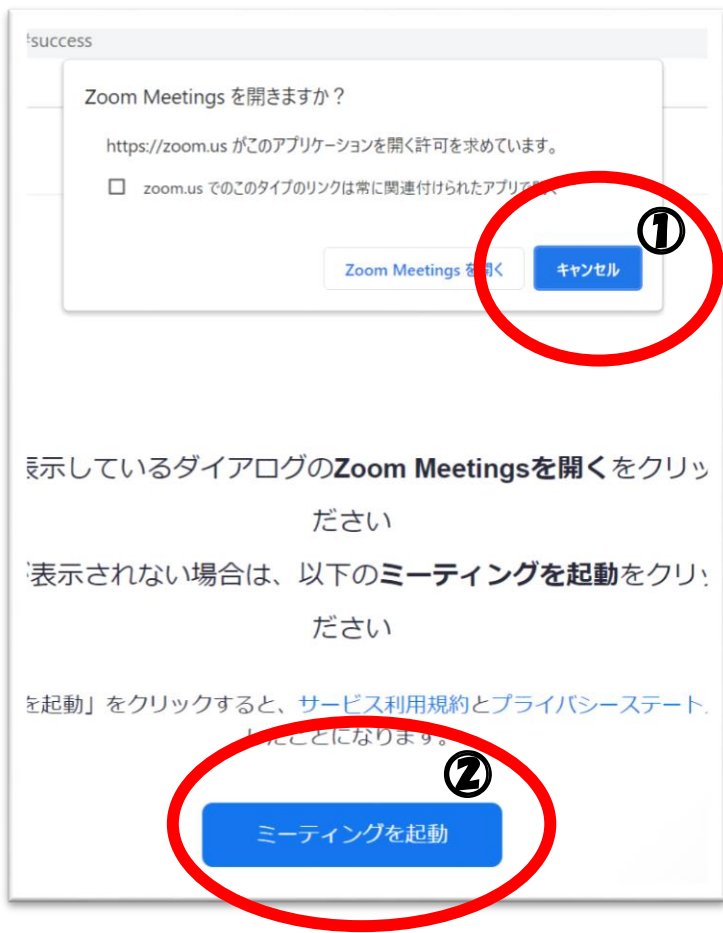 #success
Zoom Meetings を開きますか？
https://zoom.us がこのアプリケーションを開く許可を求めています。
zoom.us でのこのタイプのリンクは常に関連付けられたアプリで開く
①
Zoom Meetings を開く キャンセル
表示しているダイアログのZoom Meetingsを開くをクリッ
ださい
表示されない場合は、以下のミーティングを起動をクリッ
ださい
を起動」をクリックすると、サービス利用規約とプライバシーステート
したことになります。
②
ミーティングを起動